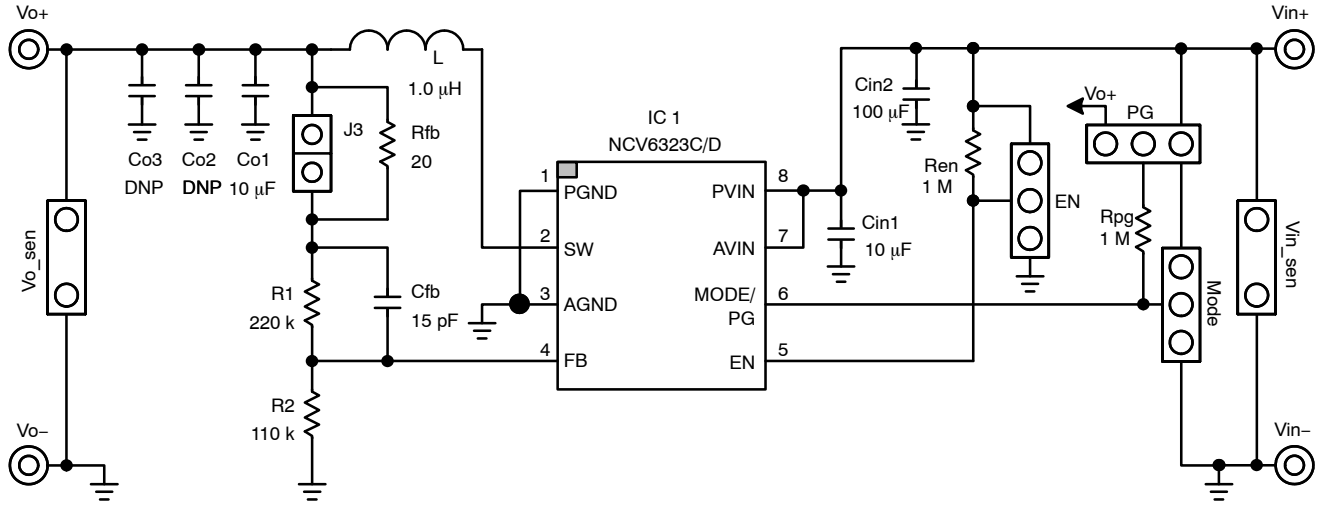 Vo+
Vin+
L
1.0 μH
Cin2
100 μF
Vo+
PG
IC 1
NCV6323C/D
J3
Rfb
20
Co3
DNP
Co2
DNP
Co1
10 μF
Ren
1 M
EN
1
PGND
PVIN
8
Rpg
1 M
Cin1
10 μF
Vo_sen
Vin_sen
2
SW
AVIN
7
R1
220 k
Cfb
15 pF
3
AGND
MODE/
PG
6
Mode
4
FB
EN
5
R2
110 k
Vo−
Vin−